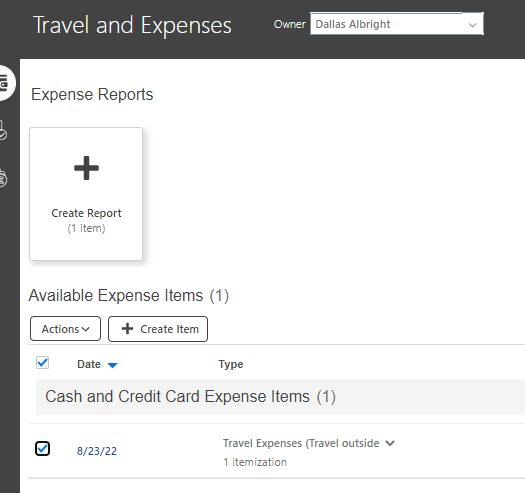 Travel and Expenses
Owner Dallas Albright
Expense Reports
Create Report
(1 item)
Available Expense Items (1)
Actions Create Item
Date Type
Cash and Credit Card Expense Items (1)
8/23/22 Travel Expenses (Travel outside
1 itemization